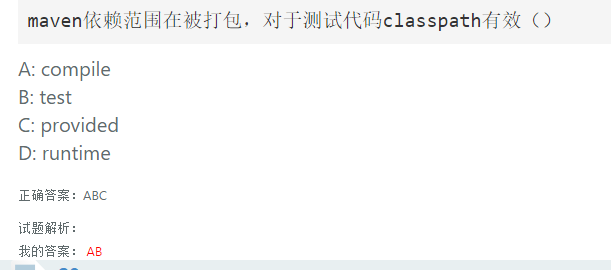 maven依赖范围在被打包，对于测试代码classpath有效（）
A: compile
B: test
C: provided
D: runtime
正确答案：ABC
试题解析：
我的答案：AB